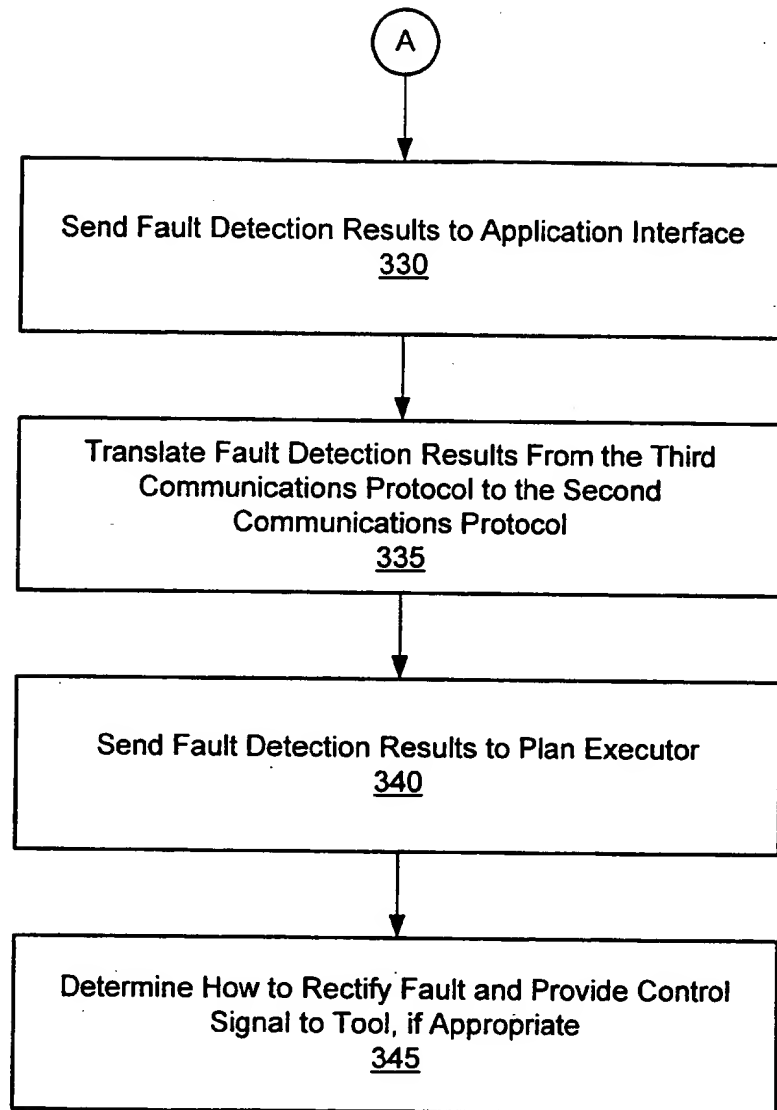 A
Send Fault Detection Results to Application Interface
330
Translate Fault Detection Results From the Third
Communications Protocol to the Second
Communications Protocol
335
Send Fault Detection Results to Plan Executor
340
Determine How to Rectify Fault and Provide Control
Signal to Tool, if Appropriate
345